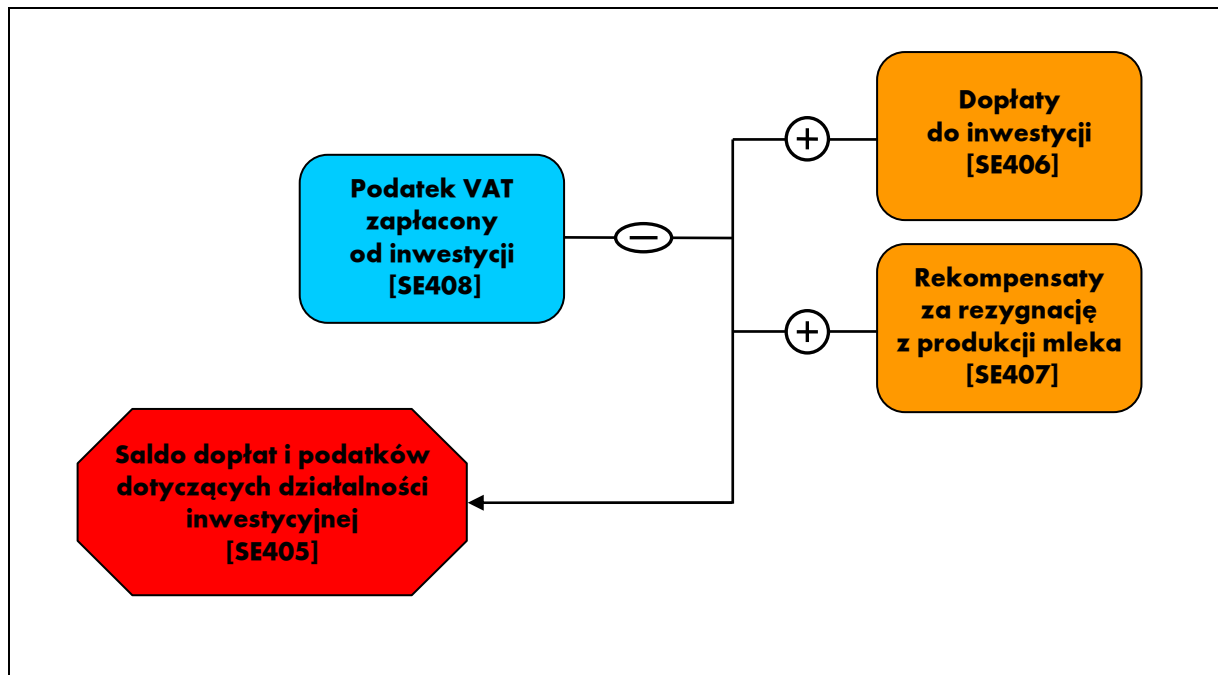 Dopłaty
do inwestycji
[SE406]
+
Podatek VAT
zapłacony
od inwestycji
[SE408]
−
Rekompensaty
za rezygnację
z produkcji mleka
[SE407]
+
Saldo dopłat i podatków
dotyczących działalności
inwestycyjnej
[SE405]